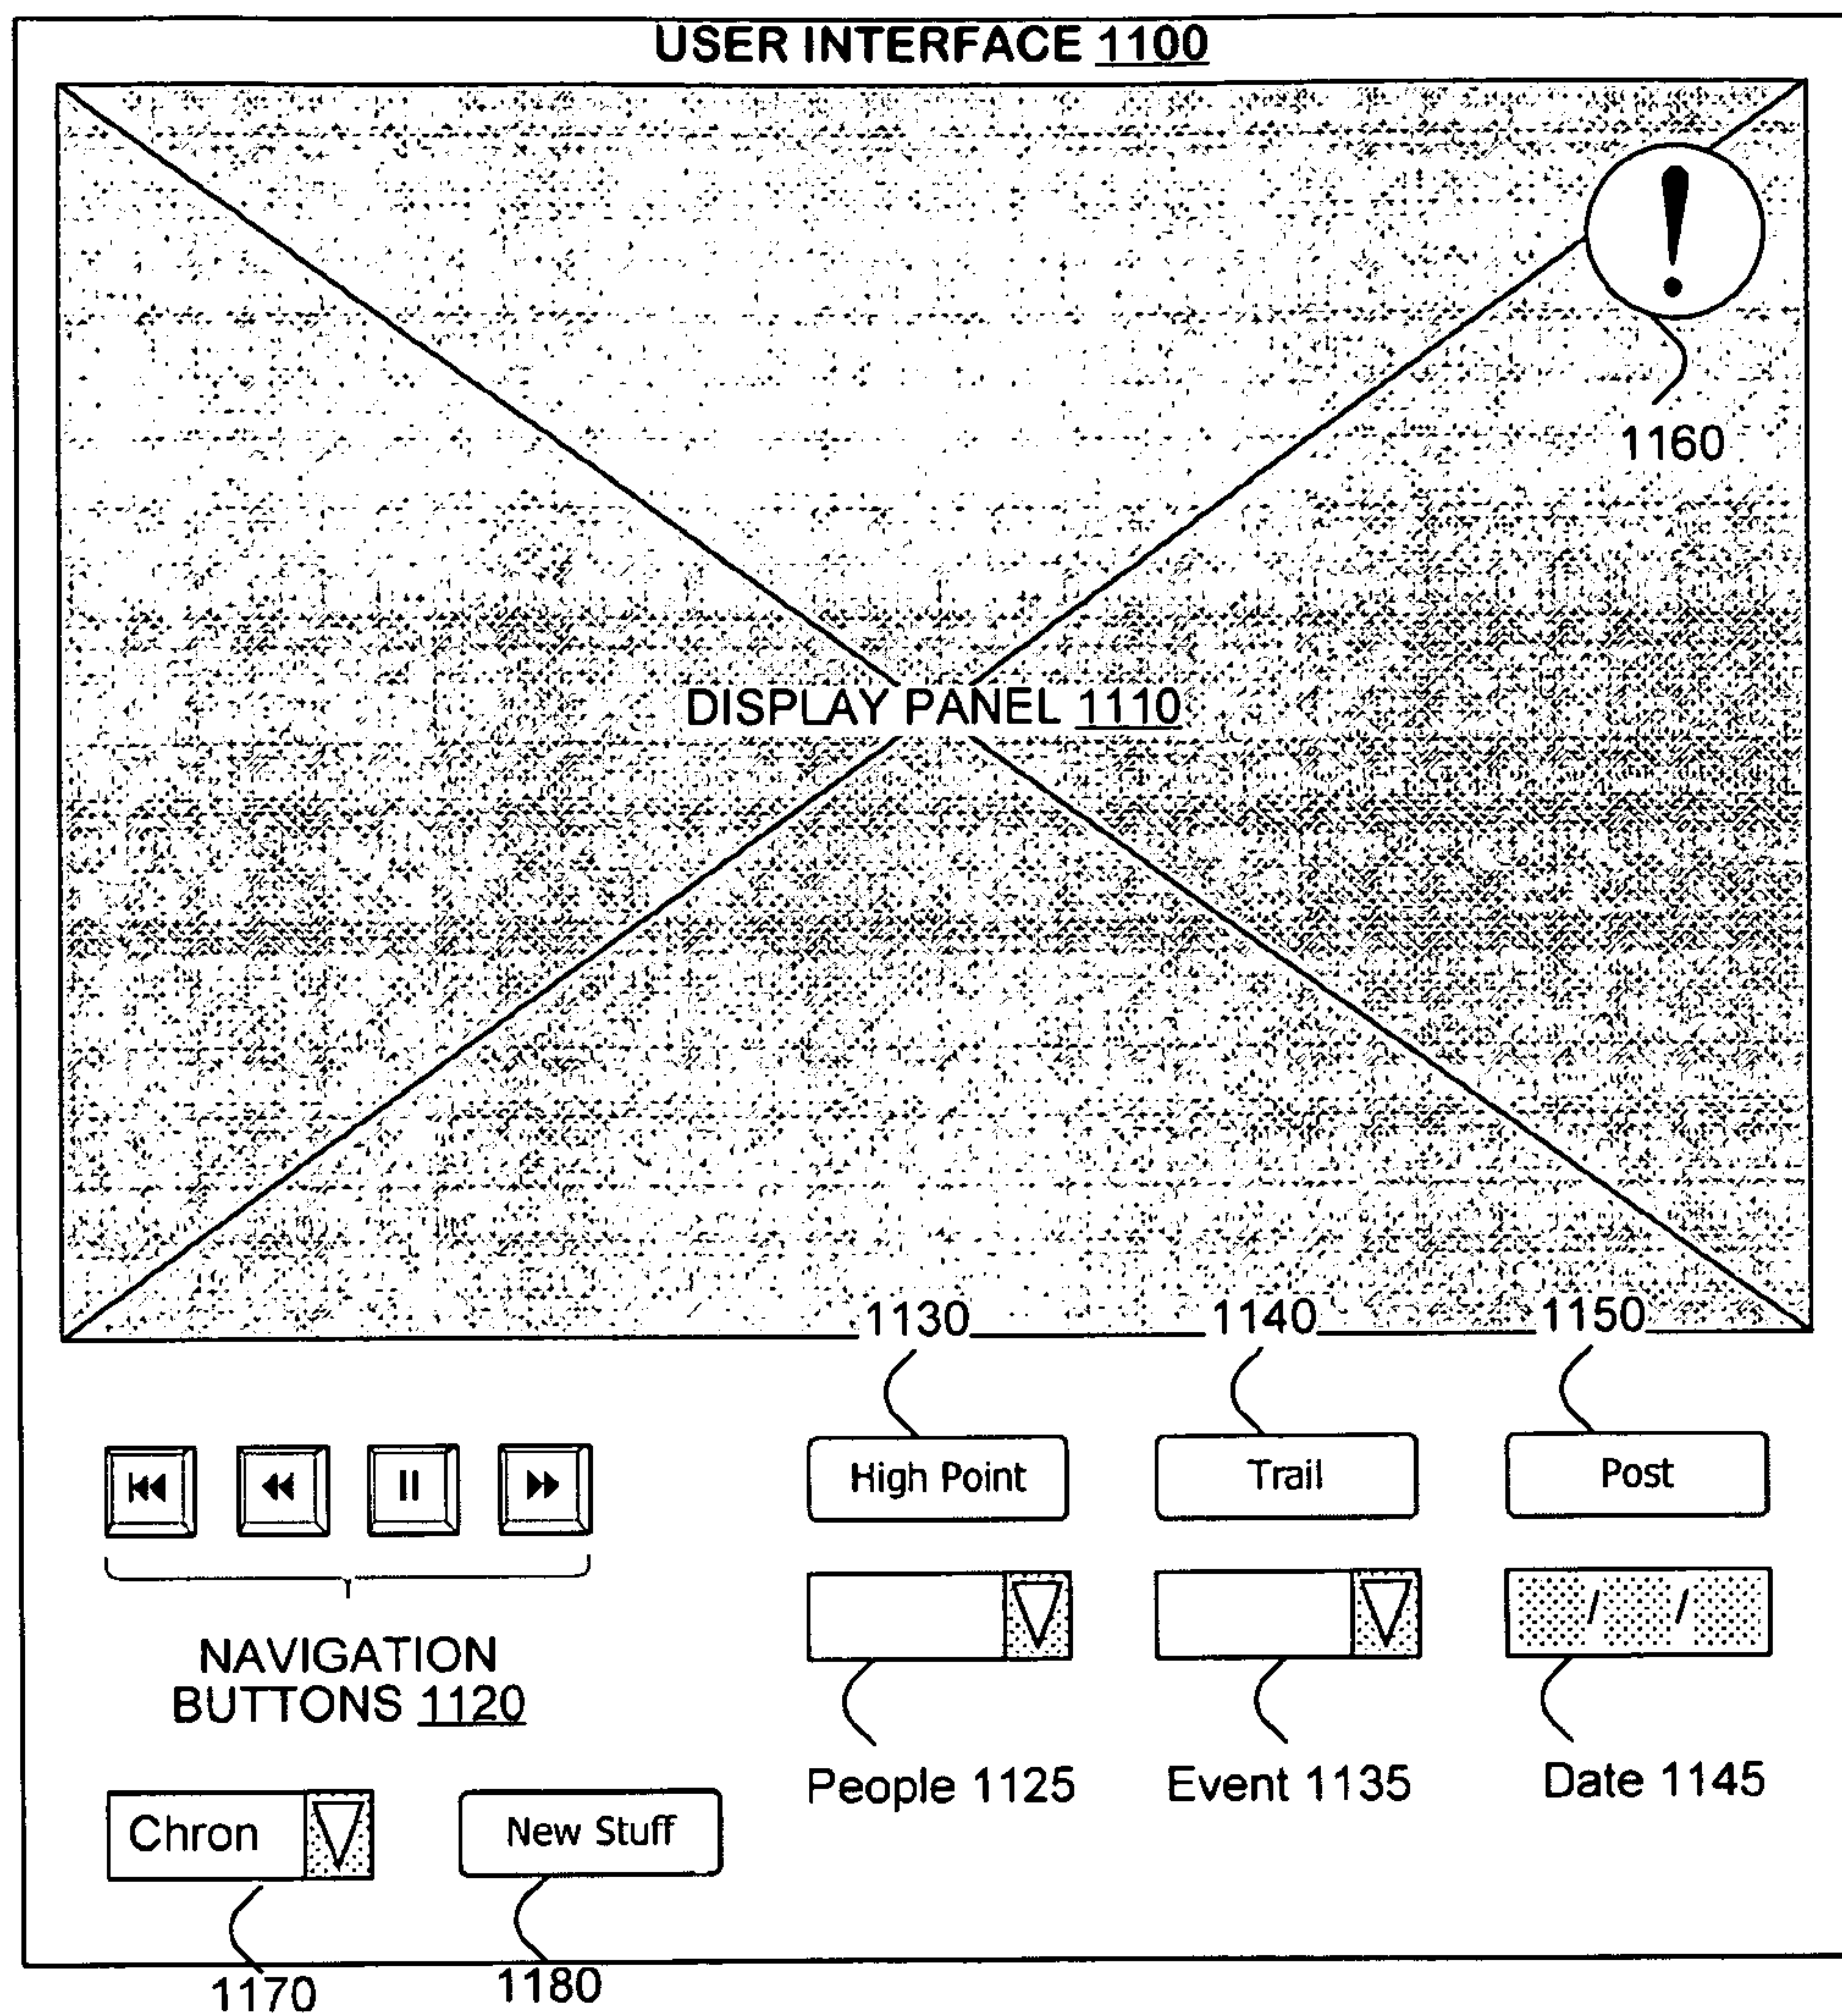 USER INTERFACE 1100
!
1160
DISPLAY PANEL 1110
1130 1140 1150
High Point Trail Post
/ /
NAVIGATION
BUTTONS 1120
People 1125 Event 1135 Date 1145
Chron New Stuff
1170 1180